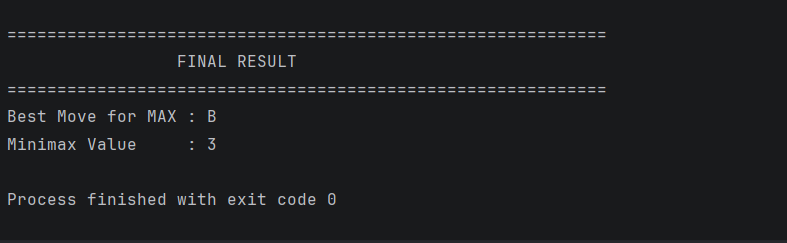 ============================================================
                 FINAL RESULT
============================================================
Best Move for MAX : B
Minimax Value     : 3
Process finished with exit code 0